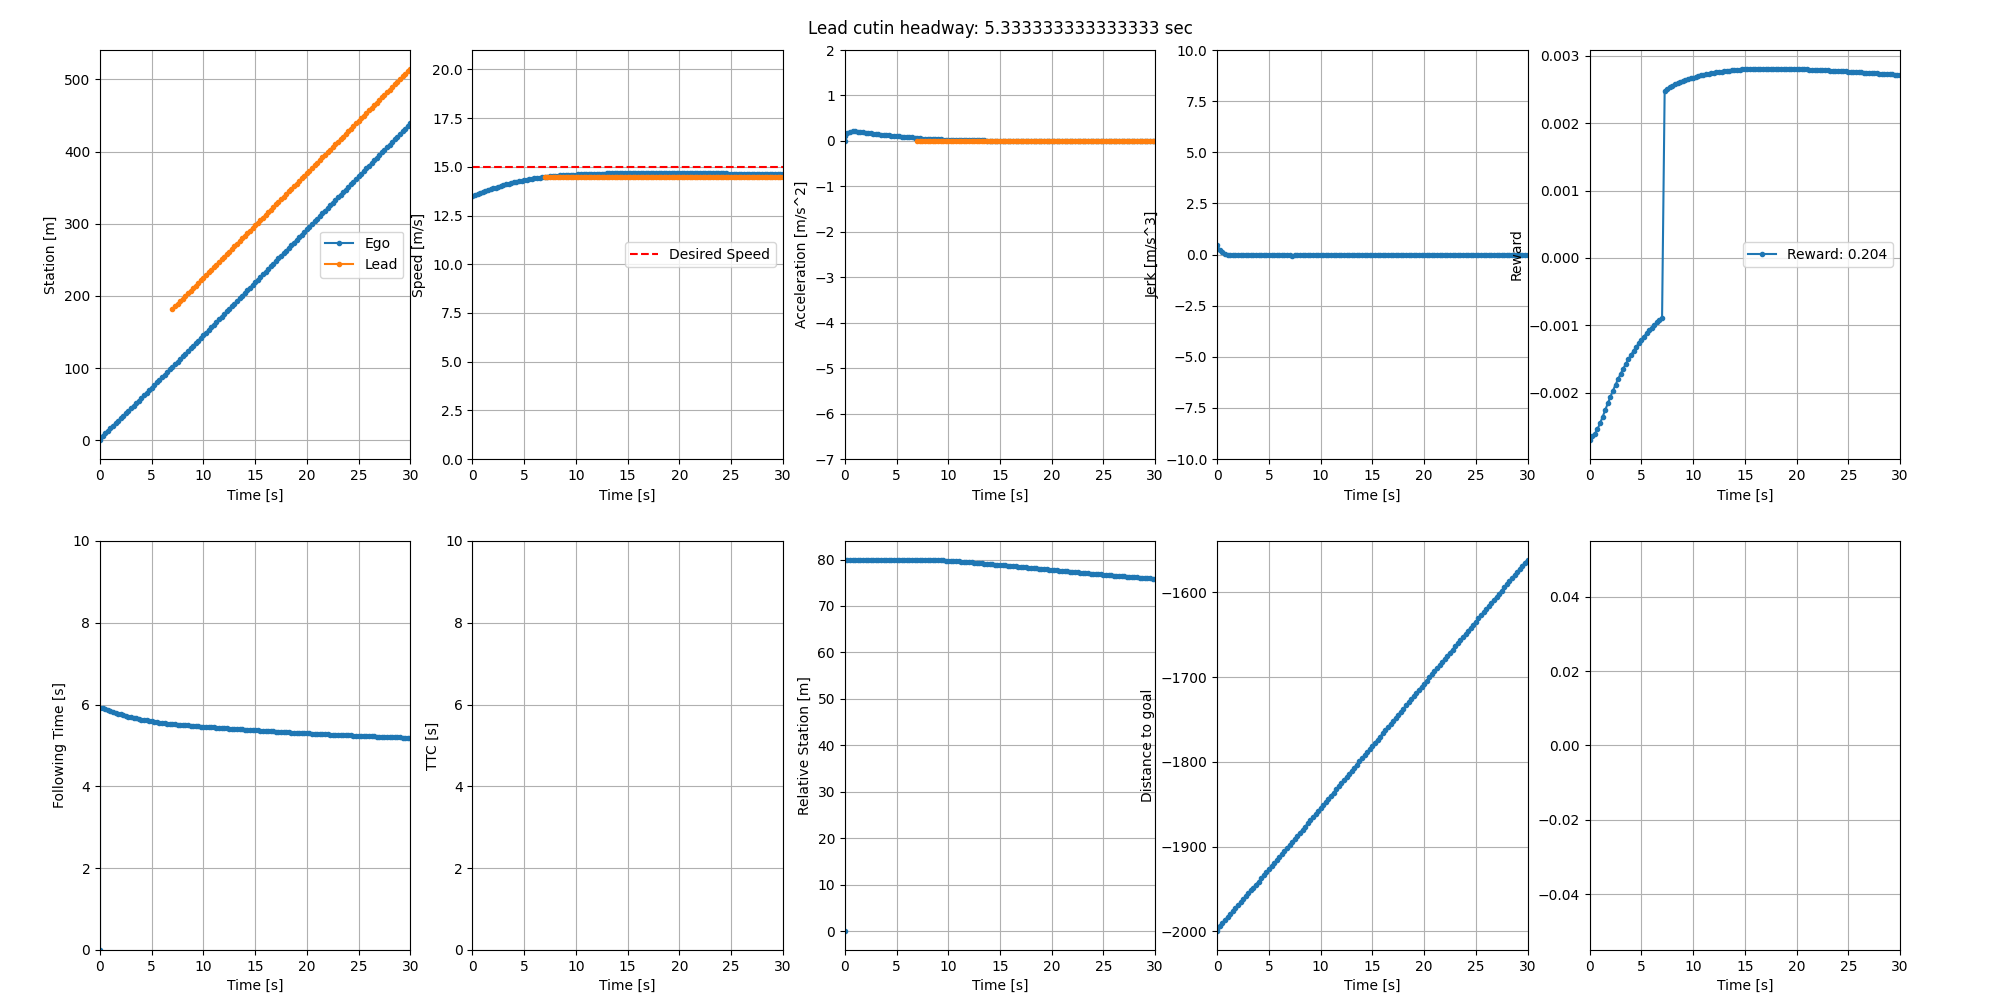 Lead cutin headway: 5.333333333333333 sec
Station [m]
500
400
300
200
100
0
0 5 10 15 20 25 30
Time [s]
Ego
Lead
Speed [m/s]
20.0
17.5
15.0
12.5
10.0
7.5
5.0
2.5
0.0
0 5 10 15 20 25 30
Time [s]
Desired Speed
Acceleration [m/s^2]
2
1
0
−1
−2
−3
−4
−5
−6
−7
0 5 10 15 20 25 30
Time [s]
Jerk [m/s^3]
10.0
7.5
5.0
2.5
0.0
−2.5
−5.0
−7.5
−10.0
0 5 10 15 20 25 30
Time [s]
Reward
0.003
0.002
0.001
0.000
−0.001
−0.002
0 5 10 15 20 25 30
Time [s]
Reward: 0.204
Following Time [s]
10
8
6
4
2
0
0 5 10 15 20 25 30
Time [s]
TTC [s]
10
8
6
4
2
0
0 5 10 15 20 25 30
Time [s]
Relative Station [m]
80
70
60
50
40
30
20
10
0
0 5 10 15 20 25 30
Time [s]
Distance to goal
−1600
−1700
−1800
−1900
−2000
0 5 10 15 20 25 30
Time [s]
0.04
0.02
0.00
−0.02
−0.04
0 5 10 15 20 25 30
Time [s]